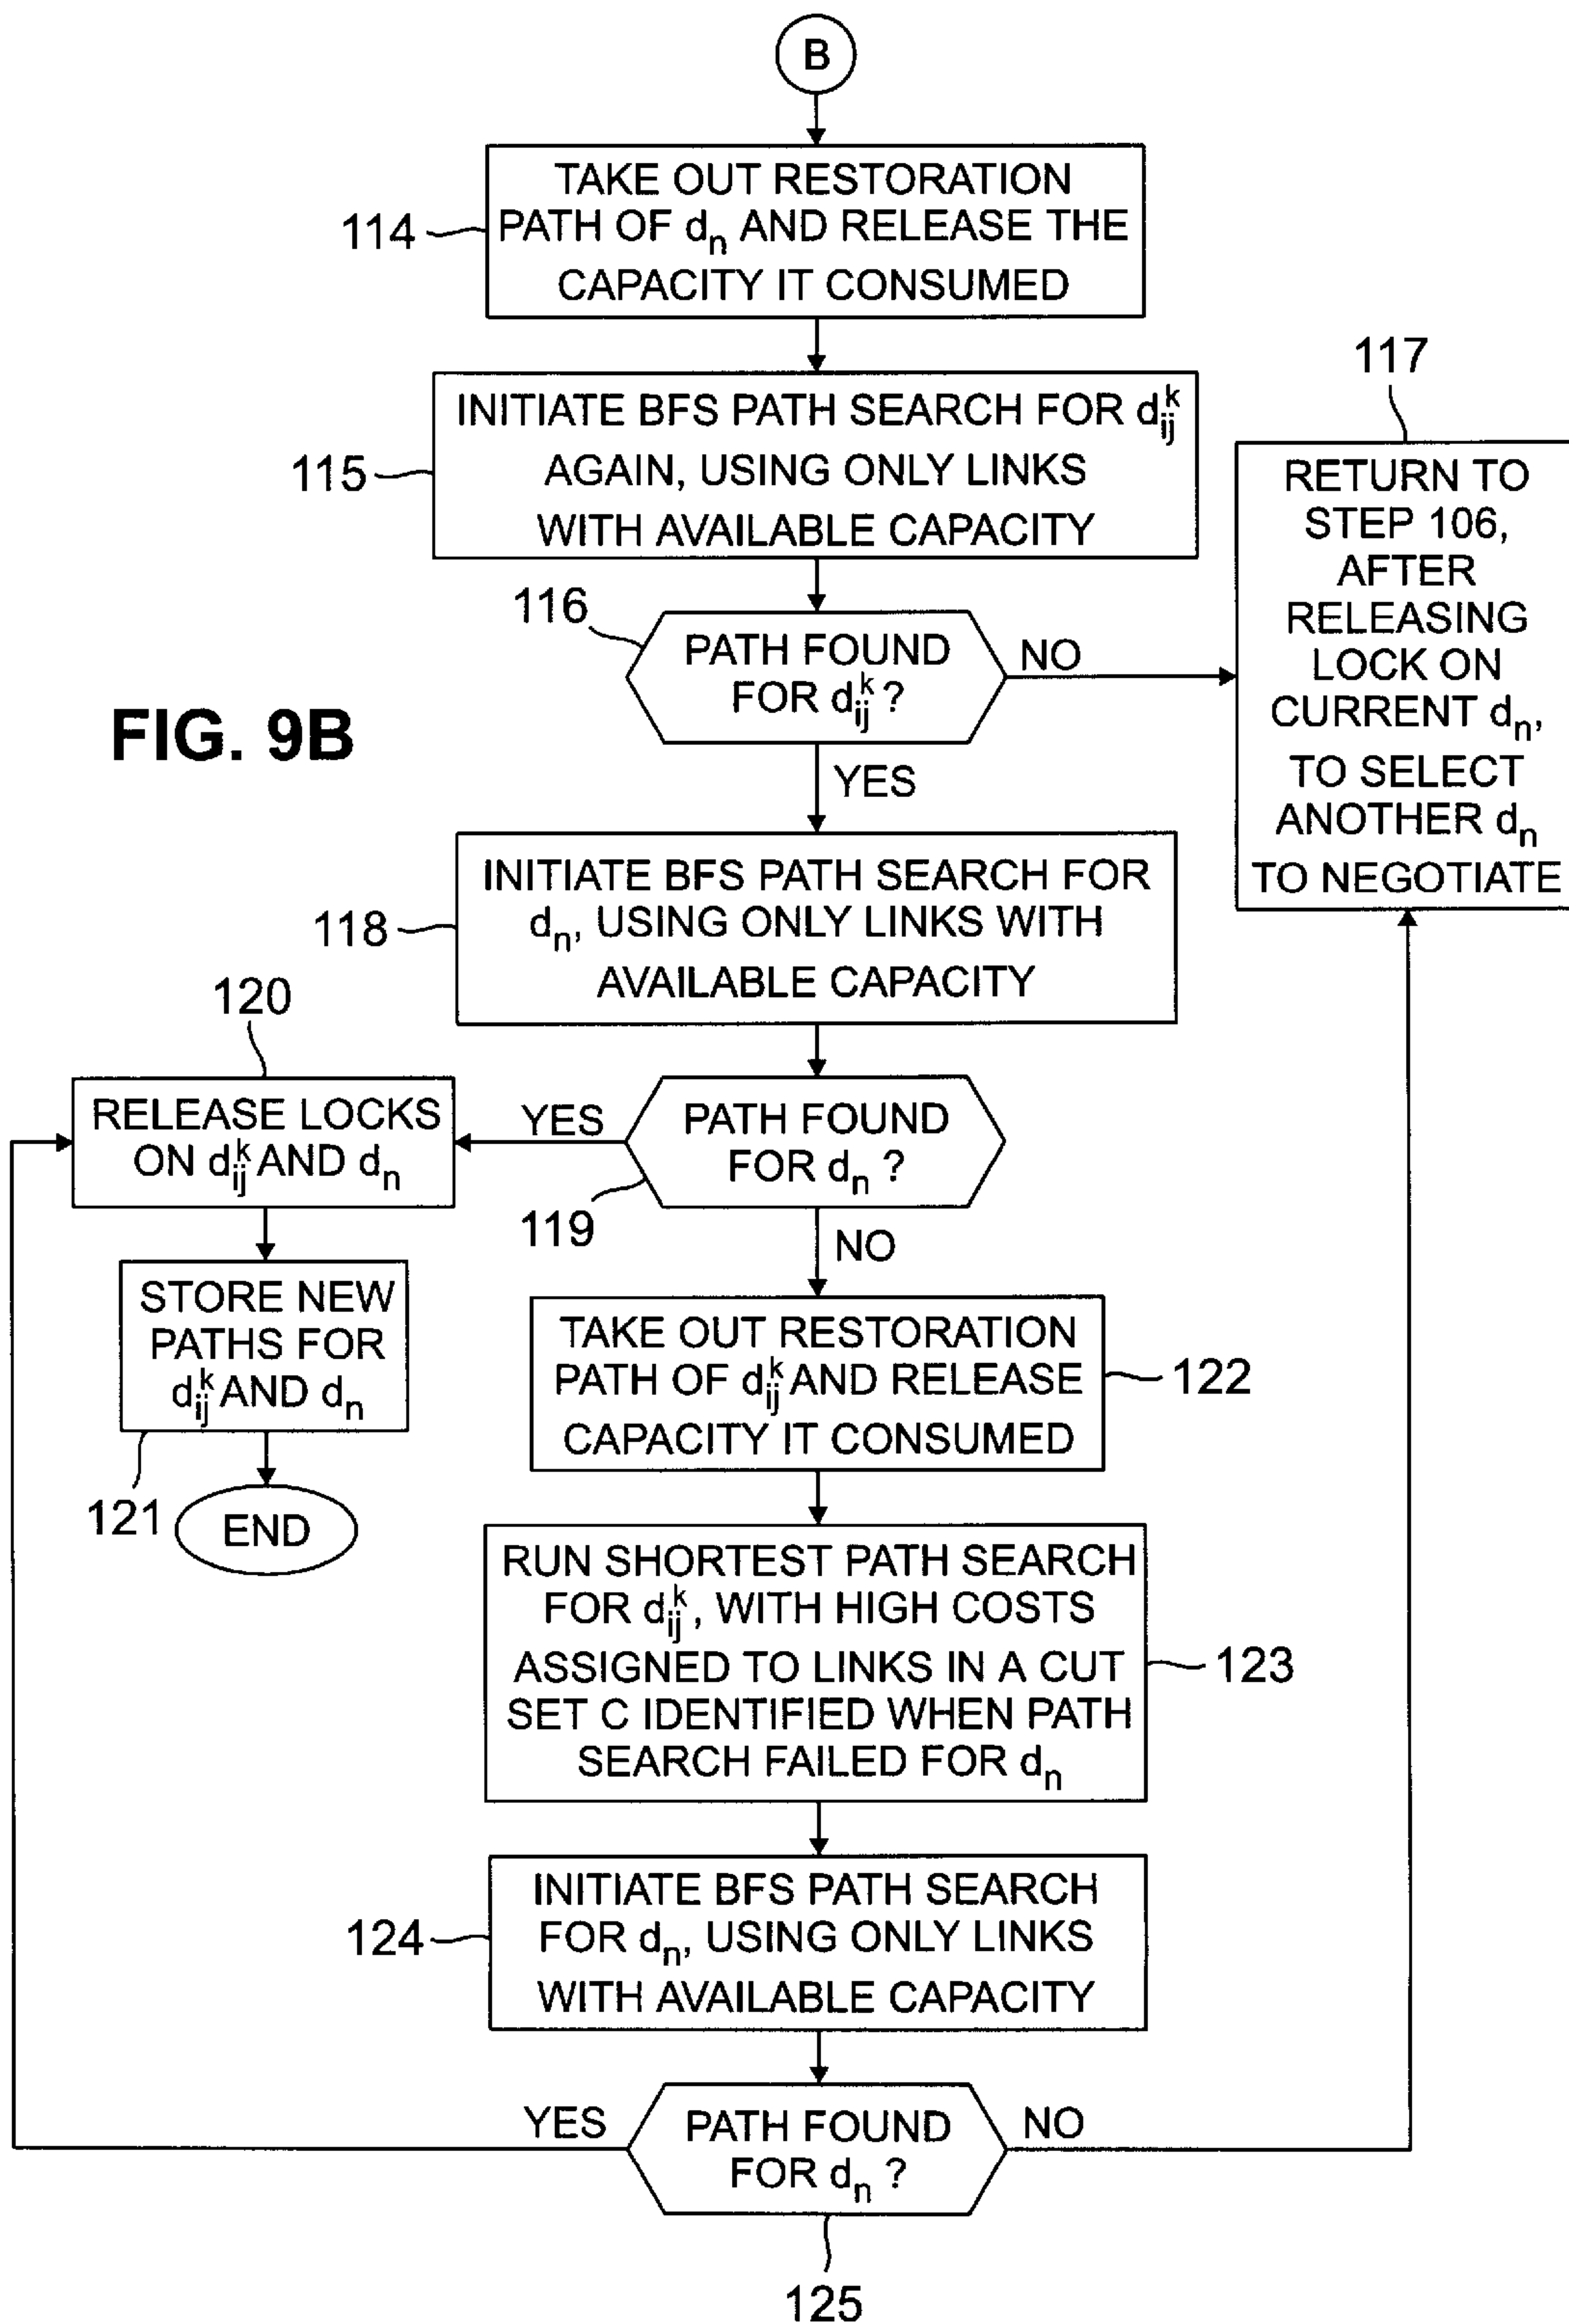 B
TAKE OUT RESTORATION
PATH OF dₙ AND RELEASE THE
CAPACITY IT CONSUMED
114
INITIATE BFS PATH SEARCH FOR dᵢⱼᵏ
AGAIN, USING ONLY LINKS
WITH AVAILABLE CAPACITY
115
116
PATH FOUND
FOR dᵢⱼᵏ ?
NO
YES
117
RETURN TO
STEP 106,
AFTER
RELEASING
LOCK ON
CURRENT dₙ,
TO SELECT
ANOTHER dₙ
TO NEGOTIATE
FIG. 9B
INITIATE BFS PATH SEARCH FOR
dₙ, USING ONLY LINKS WITH
AVAILABLE CAPACITY
118
PATH FOUND
FOR dₙ ?
119
YES
NO
120
RELEASE LOCKS
ON dᵢⱼᵏ AND dₙ
STORE NEW
PATHS FOR
dᵢⱼᵏ AND dₙ
121
END
TAKE OUT RESTORATION
PATH OF dᵢⱼᵏ AND RELEASE
CAPACITY IT CONSUMED
122
RUN SHORTEST PATH SEARCH
FOR dᵢⱼᵏ, WITH HIGH COSTS
ASSIGNED TO LINKS IN A CUT
SET C IDENTIFIED WHEN PATH
SEARCH FAILED FOR dₙ
123
INITIATE BFS PATH SEARCH
FOR dₙ, USING ONLY LINKS
WITH AVAILABLE CAPACITY
124
YES
PATH FOUND
FOR dₙ ?
NO
125